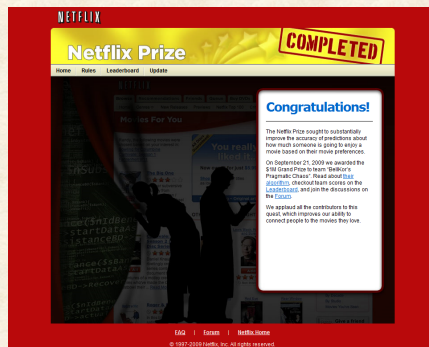 NETFLIX
Netflix Prize
COMPLETED
Home Rules Leaderboard Update
Movies For You
Congratulations!
The Netflix Prize sought to substantially
improve the accuracy of predictions about
how much someone is going to enjoy a
movie based on their movie preferences.
On September 21, 2009 we awarded the
$1M Grand Prize to team "BellKor's
Pragmatic Chaos". Read about their
algorithm, checkout team scores on the
Leaderboard, and join the discussions on
the Forum.
We applaud all the contributors to this
quest, which improves our ability to
connect people to the movies they love.
FAQ | Forum | Netflix Home
© 1997-2009 Netflix, Inc. All rights reserved.